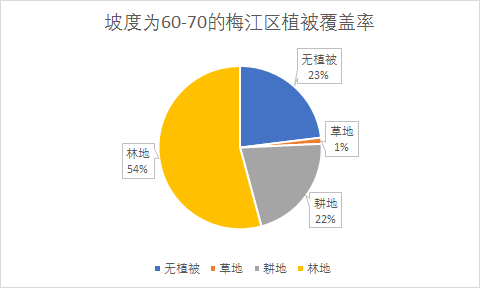 坡度为60-70的梅江区植被覆盖率
无植被
23%
草地
1%
耕地
22%
林地
54%
无植被 草地 耕地 林地